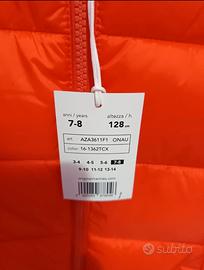 anni / years
7-8
altezza / h
128 cm
art. AZA3611F1 ONAU
color 16-1362TCX
3-4 4-5 5-6 7-8
9-10 11-12 13-14
subito